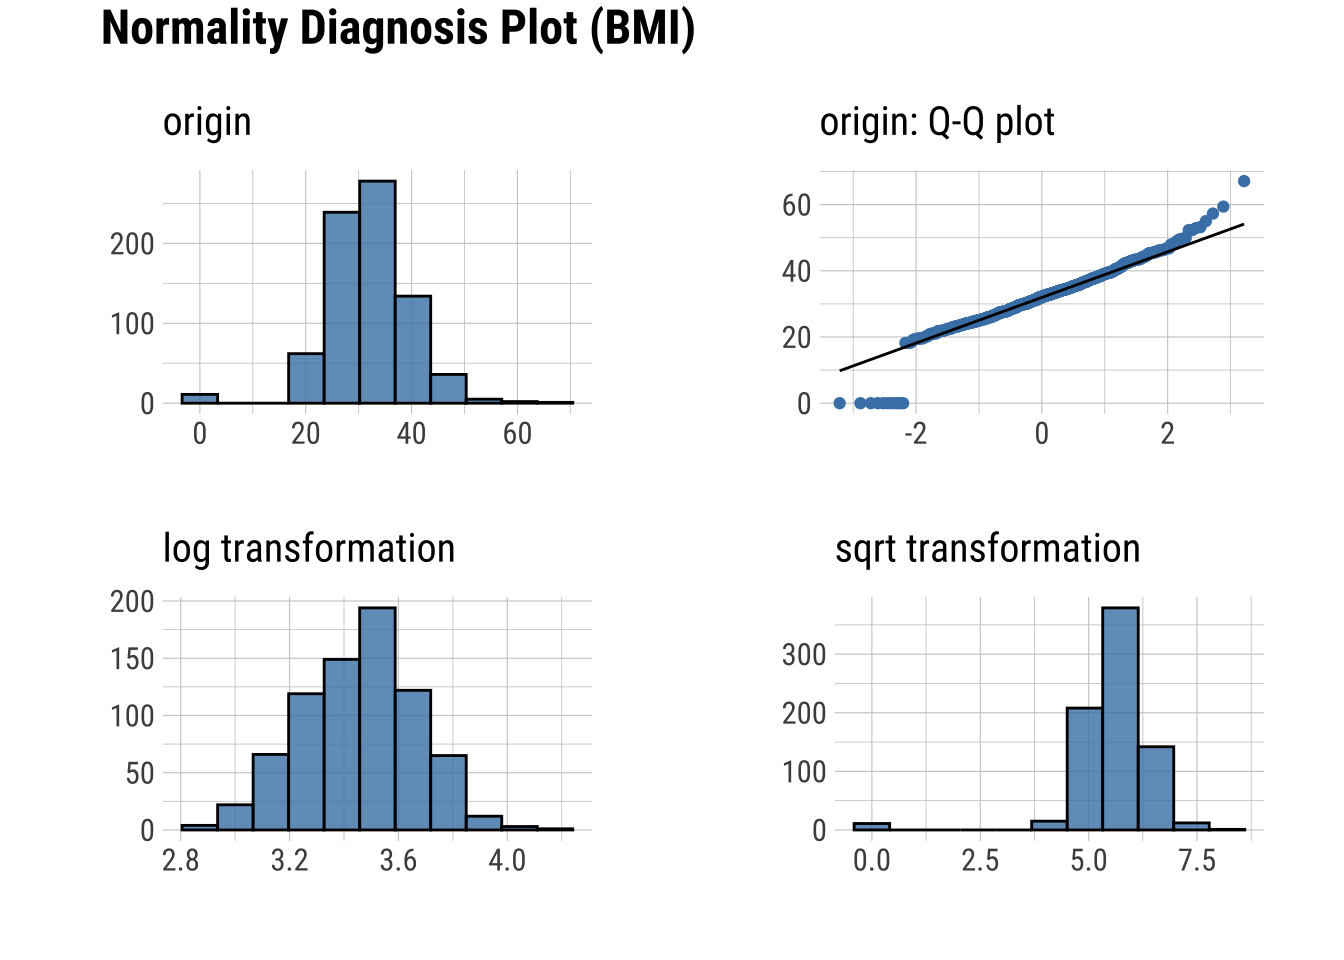 Normality Diagnosis Plot (BMI)
origin
200
100
0
0 20 40 60
origin: Q-Q plot
60
40
20
0
-2 0 2
log transformation
200
150
100
50
0
2.8 3.2 3.6 4.0
sqrt transformation
300
200
100
0
0.0 2.5 5.0 7.5